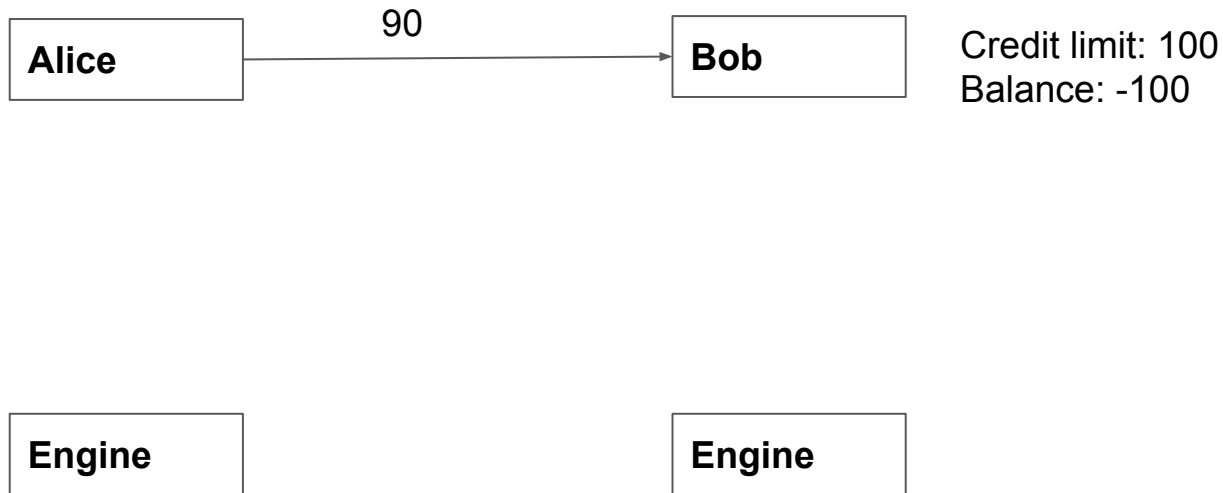 90
Alice
Bob
Credit limit: 100
Balance: -100
Engine
Engine